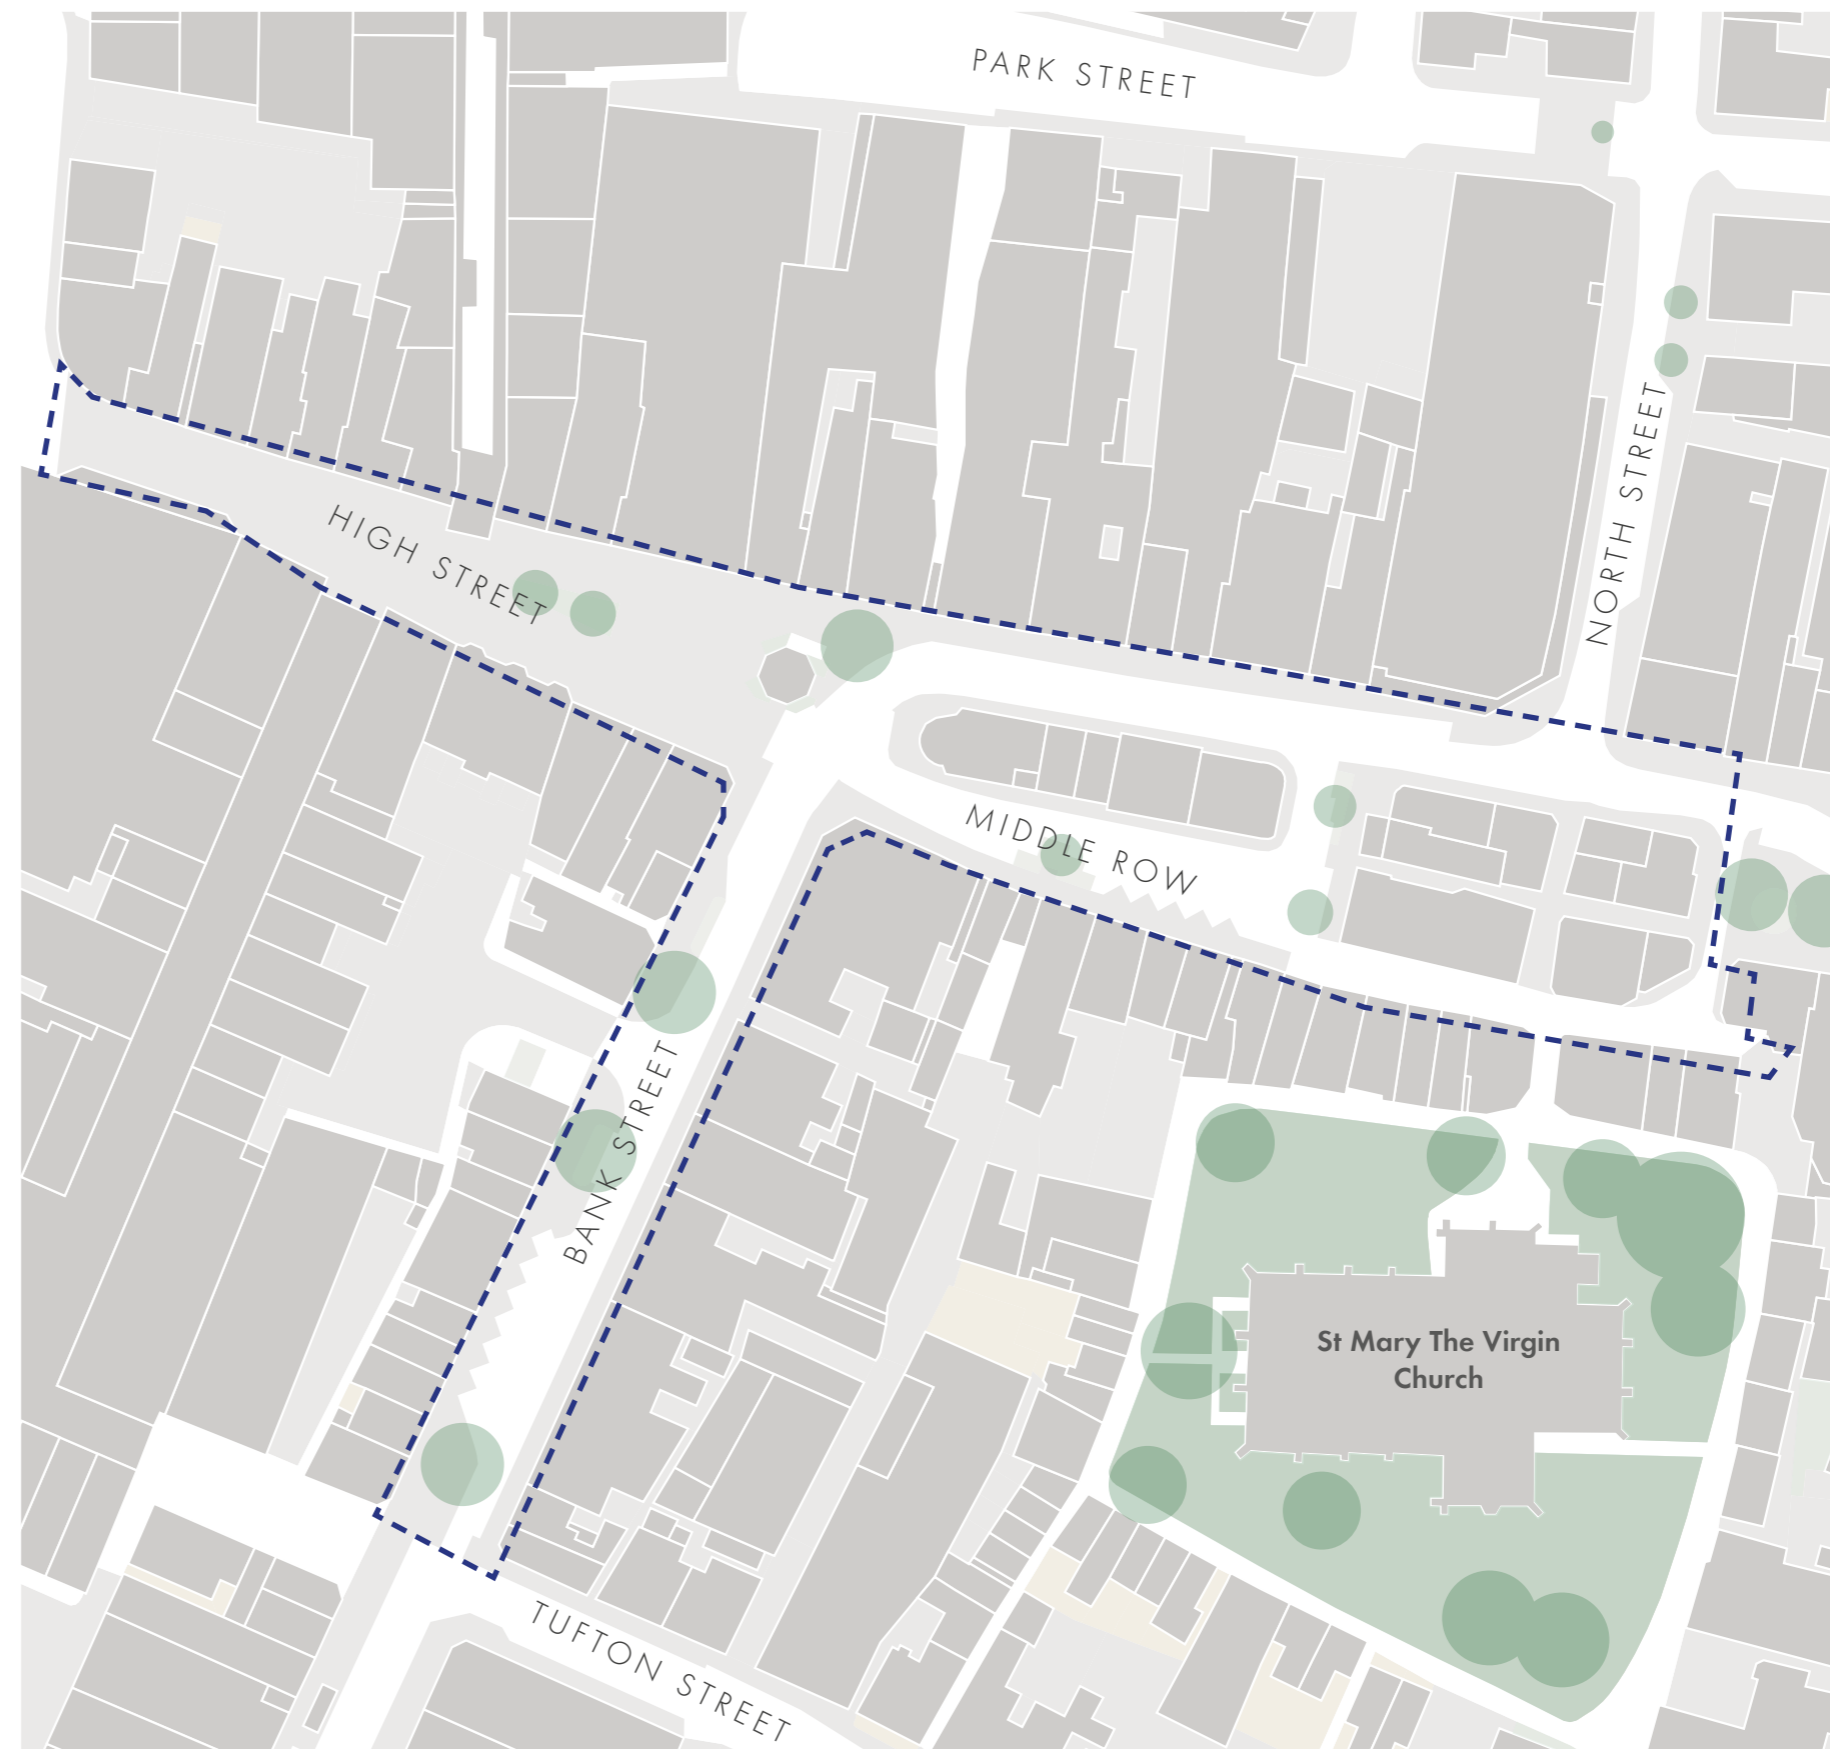 PARK STREET
NORTH STREET
HIGH STREET
MIDDLE ROW
BANK STREET
St Mary The Virgin
Church
TUFTON STREET